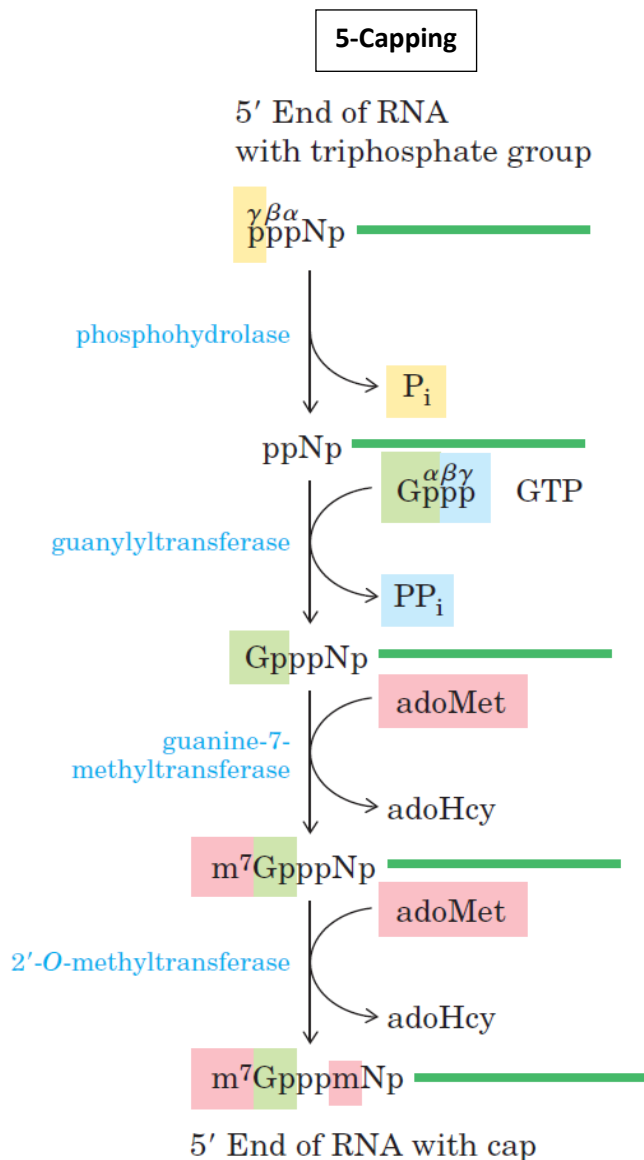 5-Capping
5′ End of RNA
with triphosphate group
γβα
pppNp
phosphohydrolase
Pi
ppNp
αβγ
Gppp GTP
guanylyltransferase
PPi
GpppNp
adoMet
guanine-7-
methyltransferase
adoHcy
m⁷GpppNp
adoMet
2′-O-methyltransferase
adoHcy
m⁷GpppmNp
5′ End of RNA with cap